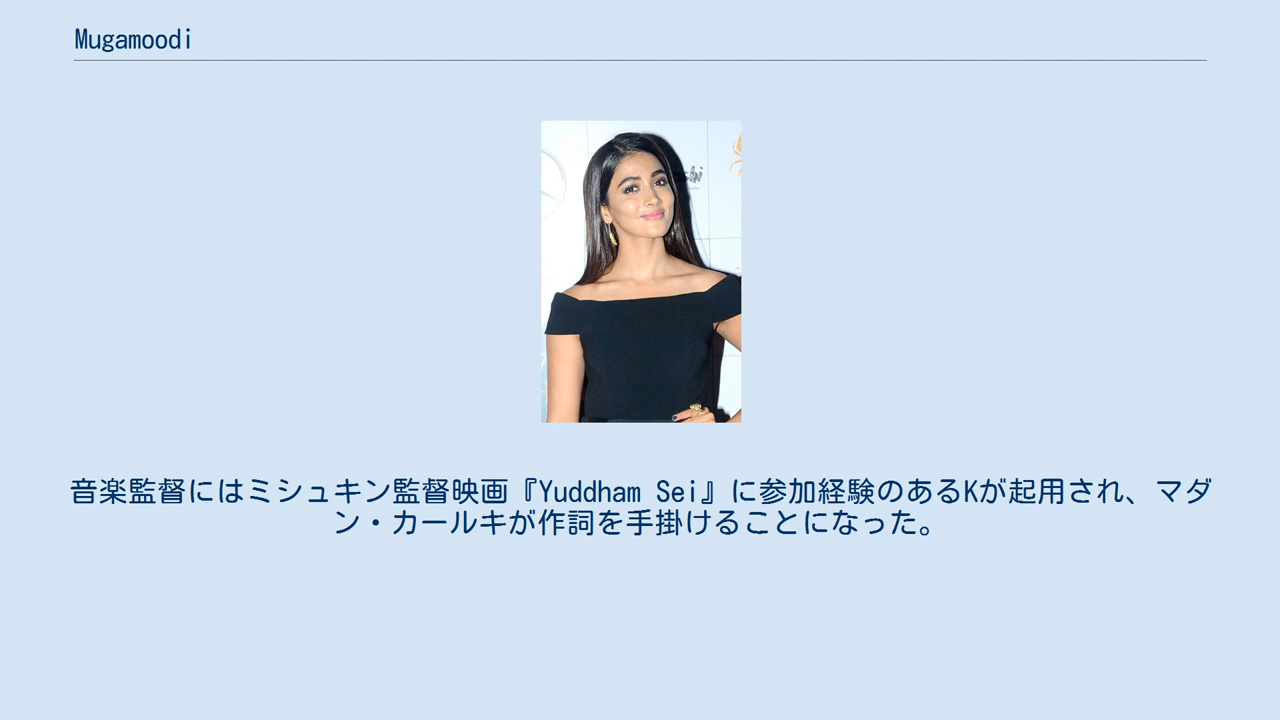 Mugamoodi
音楽監督にはミシュキン監督映画『Yuddham Sei』に参加経験のあるKが起用され、マダ
ン・カールキが作詞を手掛けることになった。